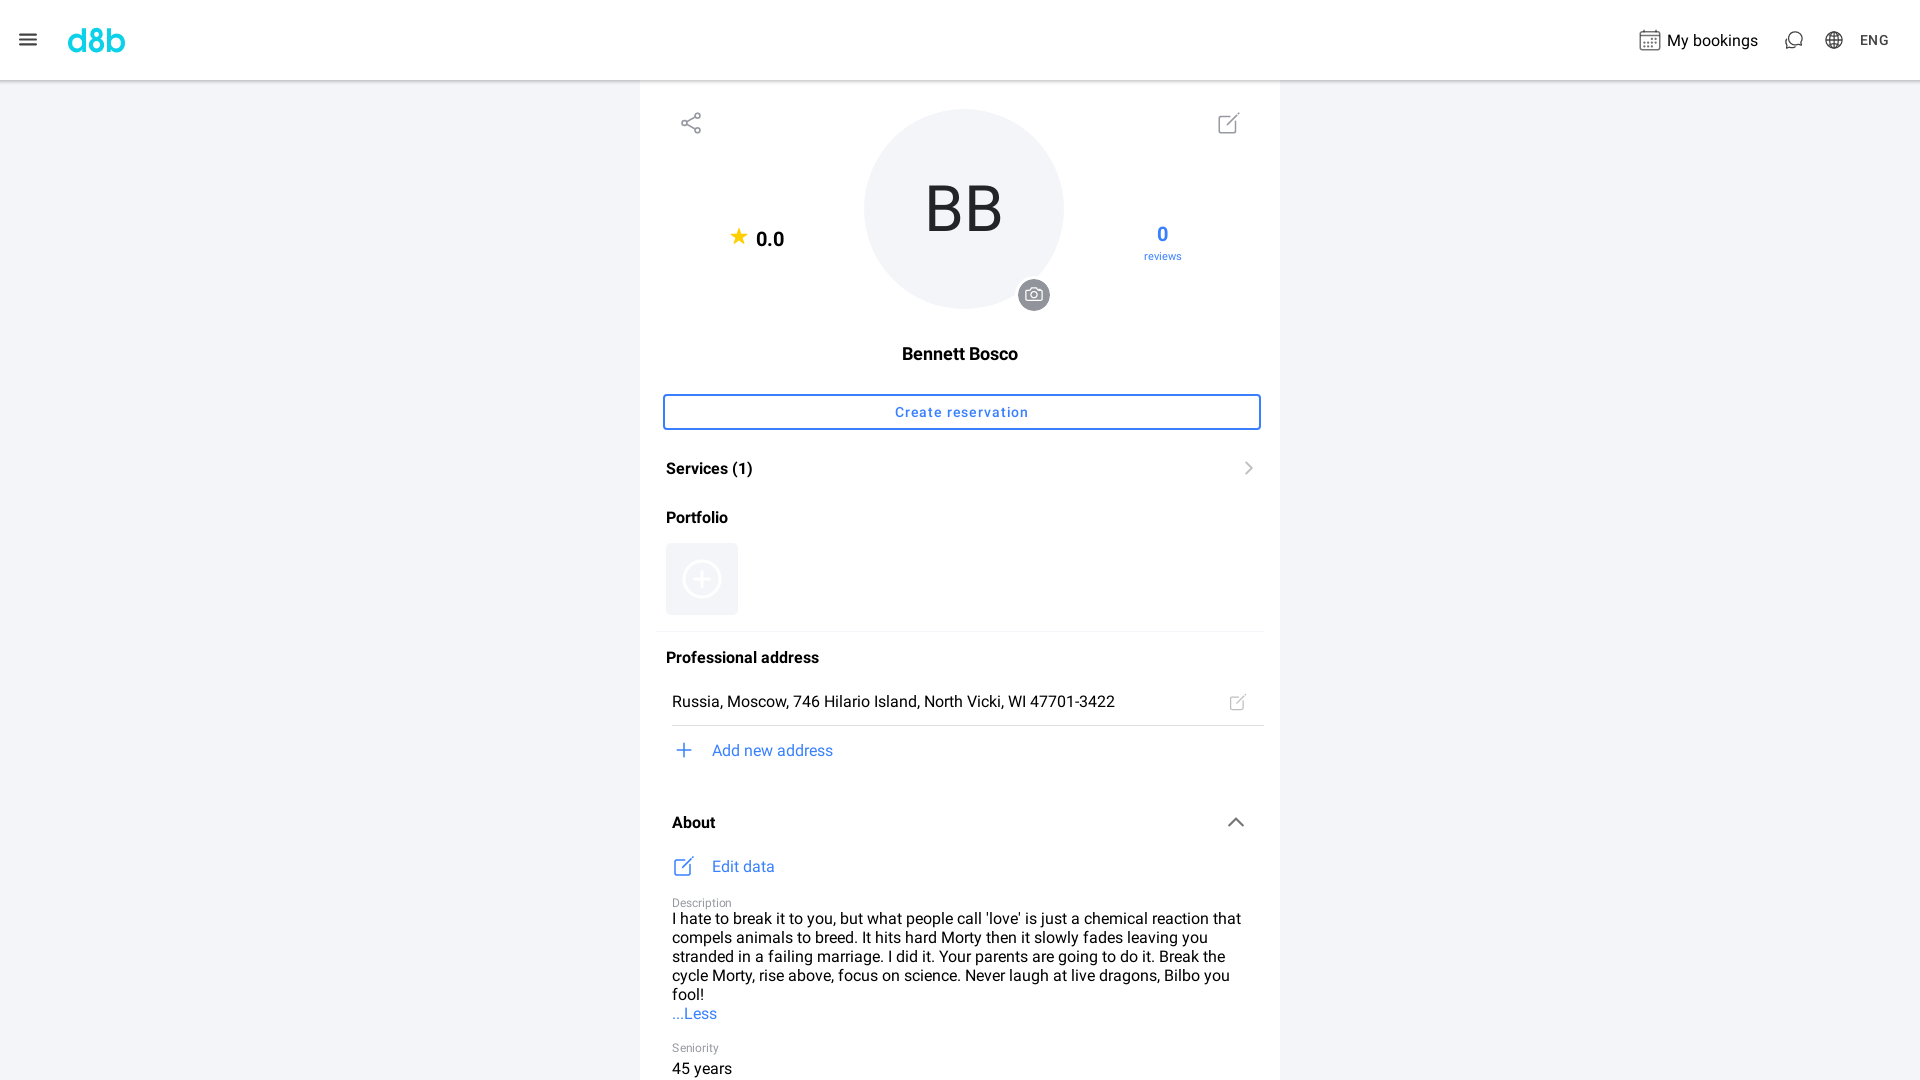 d8b
My bookings
ENG
BB
0.0
0
reviews
Bennett Bosco
Create reservation
Services (1)
Portfolio
Professional address
Russia, Moscow, 746 Hilario Island, North Vicki, WI 47701-3422
Add new address
About
Edit data
Description
I hate to break it to you, but what people call 'love' is just a chemical reaction that
compels animals to breed. It hits hard Morty then it slowly fades leaving you
stranded in a failing marriage. I did it. Your parents are going to do it. Break the
cycle Morty, rise above, focus on science. Never laugh at live dragons, Bilbo you
fool!
...Less
Seniority
45 years